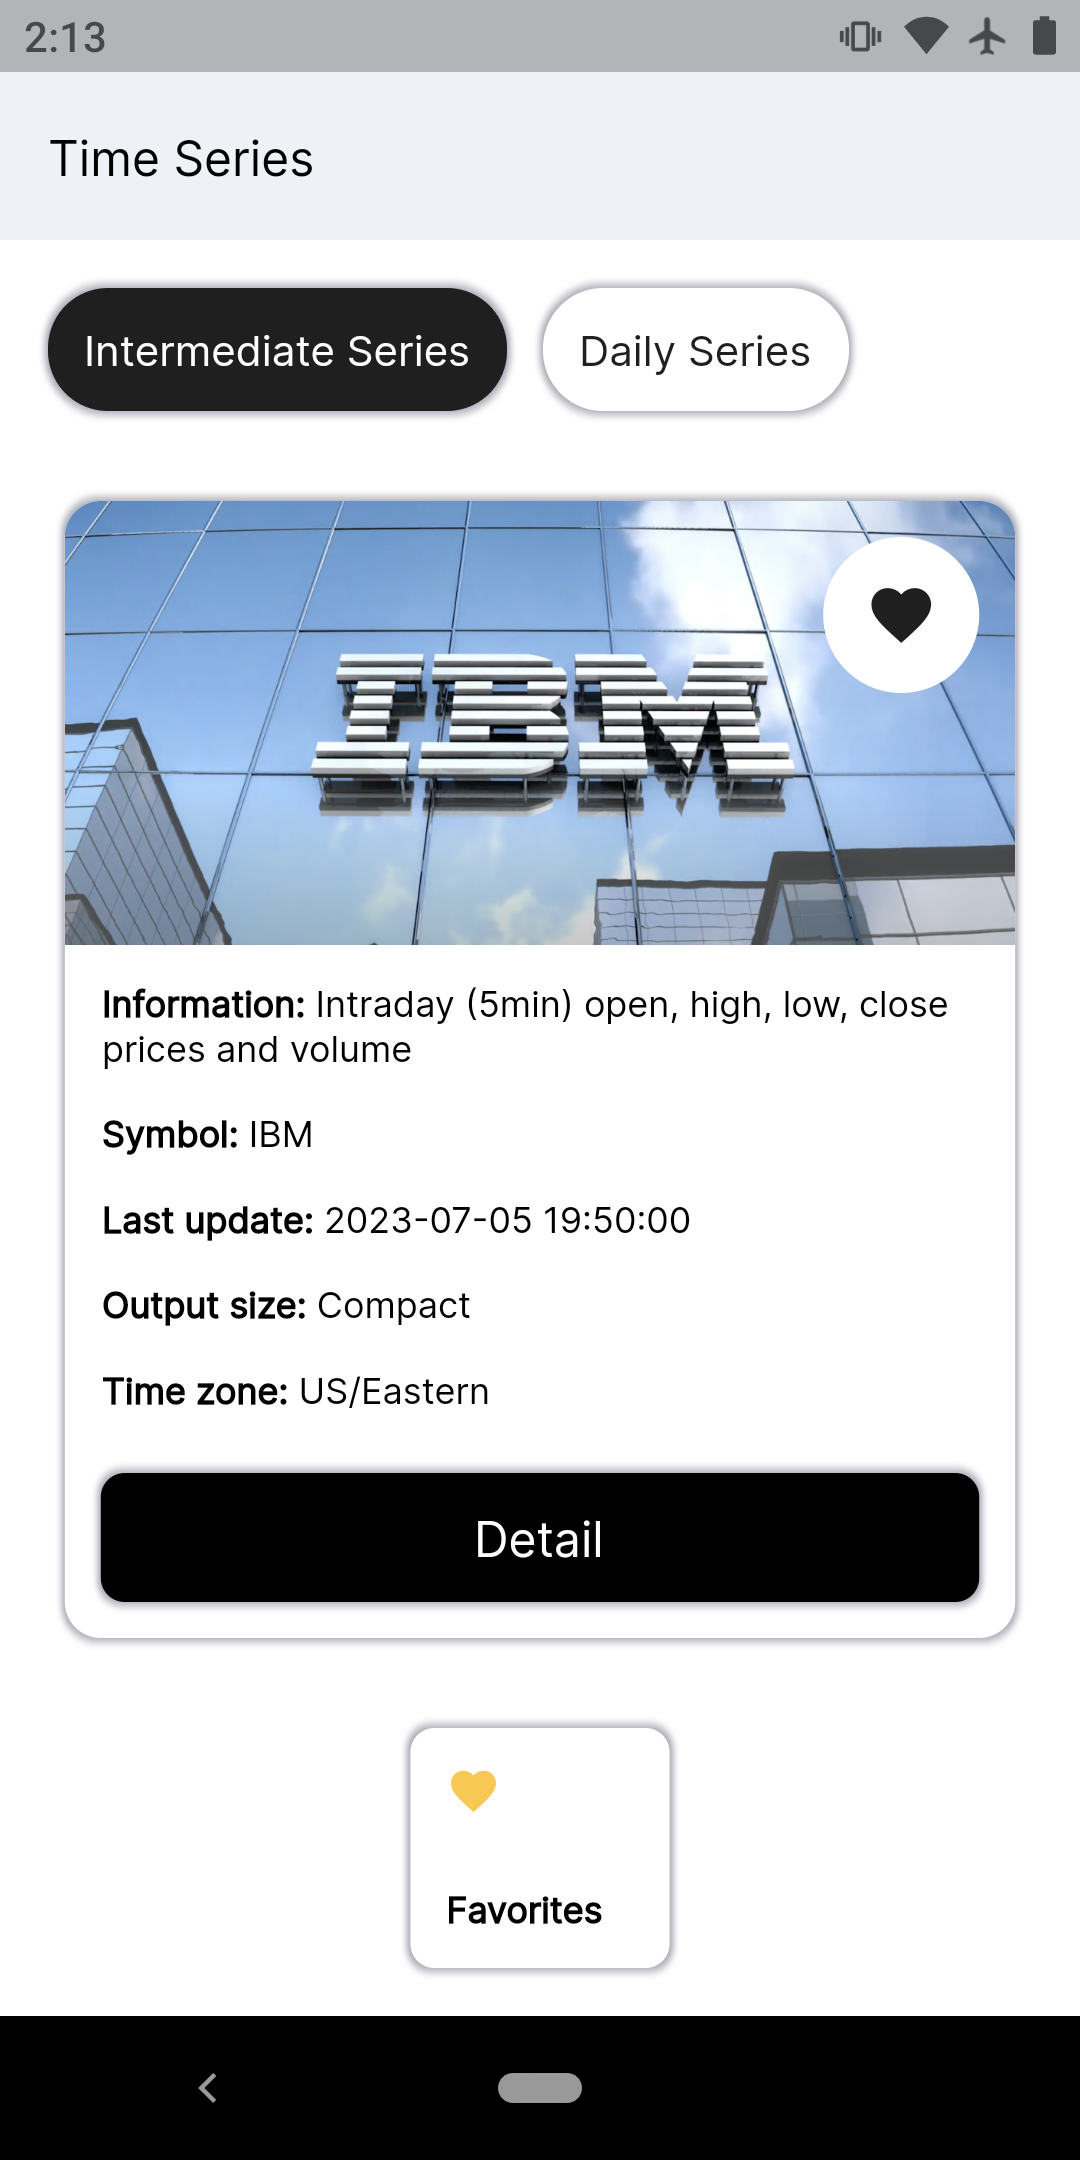 2:13
Time Series
Intermediate Series
Daily Series
IBM
Information: Intraday (5min) open, high, low, close
prices and volume
Symbol: IBM
Last update: 2023-07-05 19:50:00
Output size: Compact
Time zone: US/Eastern
Detail
Favorites